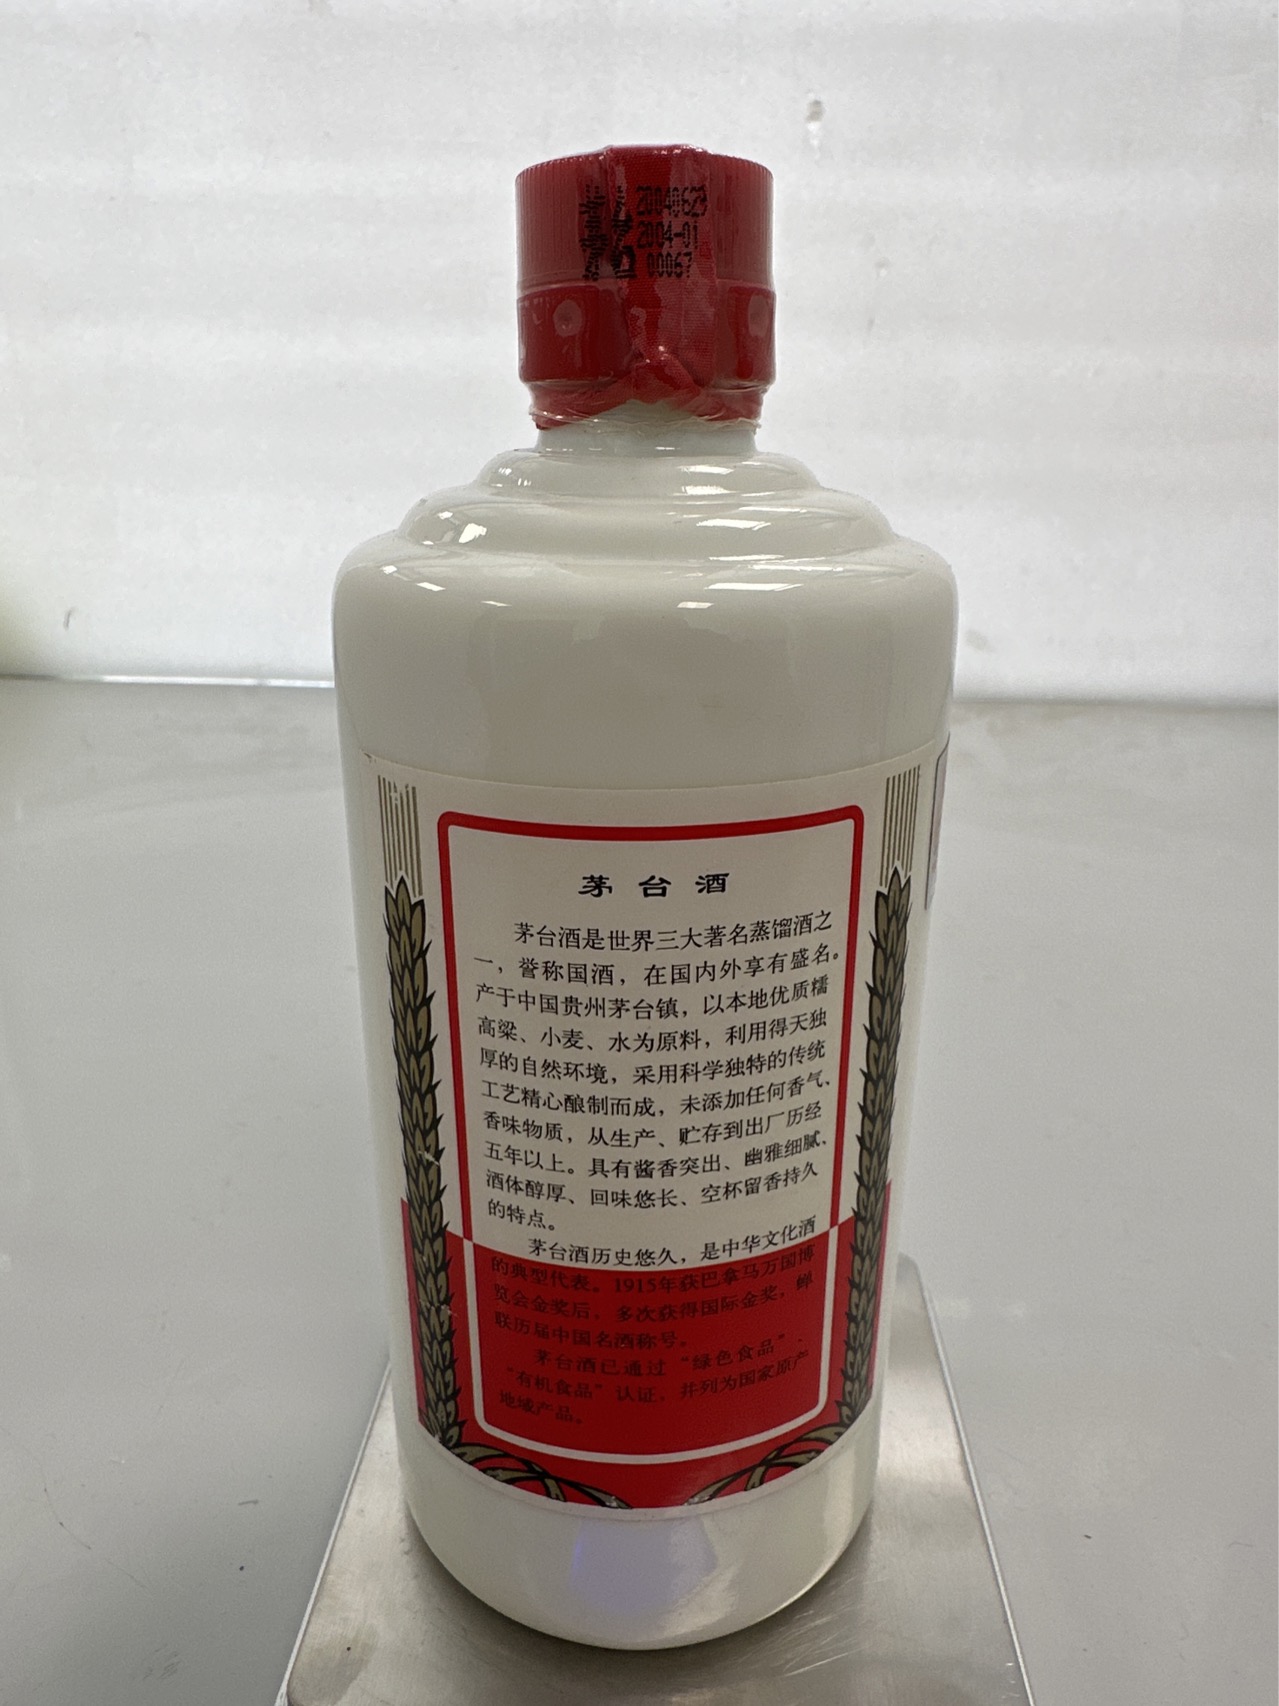 20040623
2004-01
00067
茅台酒
茅台酒是世界三大著名蒸馏酒之
一，誉称国酒，在国内外享有盛名。
产于中国贵州茅台镇，以本地优质糯
高粱、小麦、水为原料，利用得天独
厚的自然环境，采用科学独特的传统
工艺精心酿制而成，未添加任何香气、
香味物质，从生产、贮存到出厂历经
五年以上。具有酱香突出、幽雅细腻、
酒体醇厚、回味悠长、空杯留香持久
的特点。
茅台酒历史悠久，是中华文化酒
的典型代表。1915年获巴拿马万国博
览会金奖后，多次获得国际金奖，蝉
联历届中国名酒称号。
茅台酒已通过“绿色食品”、
“有机食品”认证，并列为国家原产
地域产品。